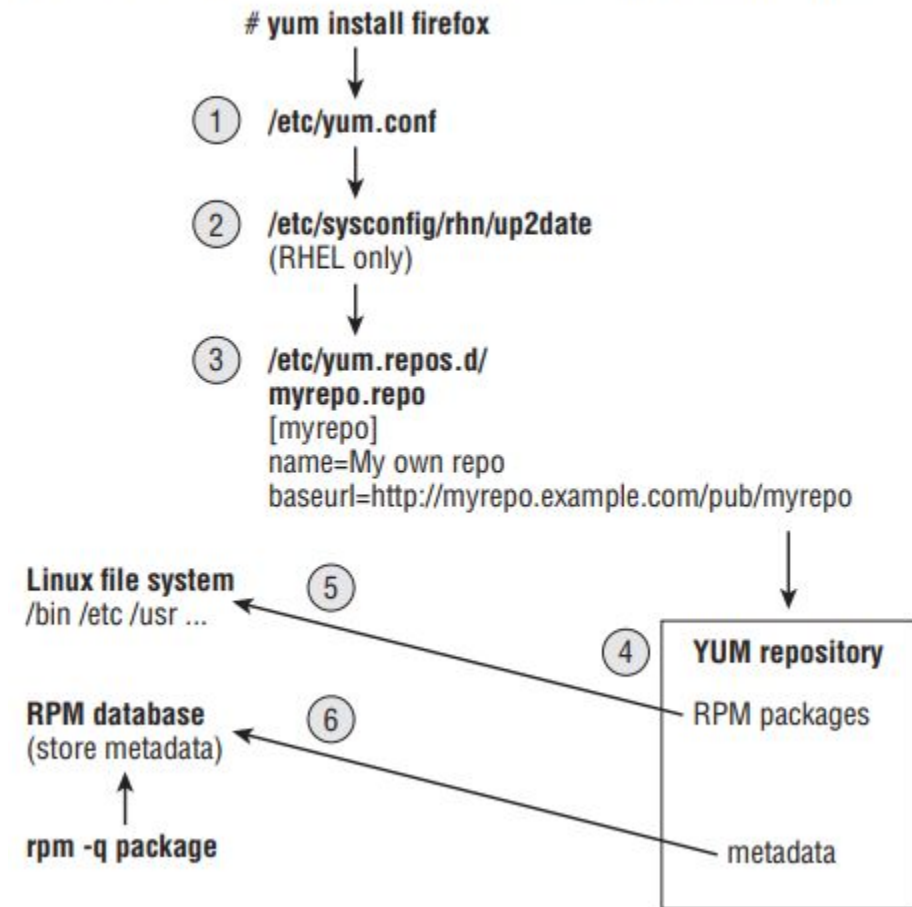 # yum install firefox
1 /etc/yum.conf
2 /etc/sysconfig/rhn/up2date
(RHEL only)
3 /etc/yum.repos.d/
myrepo.repo
[myrepo]
name=My own repo
baseurl=http://myrepo.example.com/pub/myrepo
Linux file system
/bin /etc /usr ...
5
4 YUM repository
RPM packages
RPM database
(store metadata)
6
rpm -q package
metadata